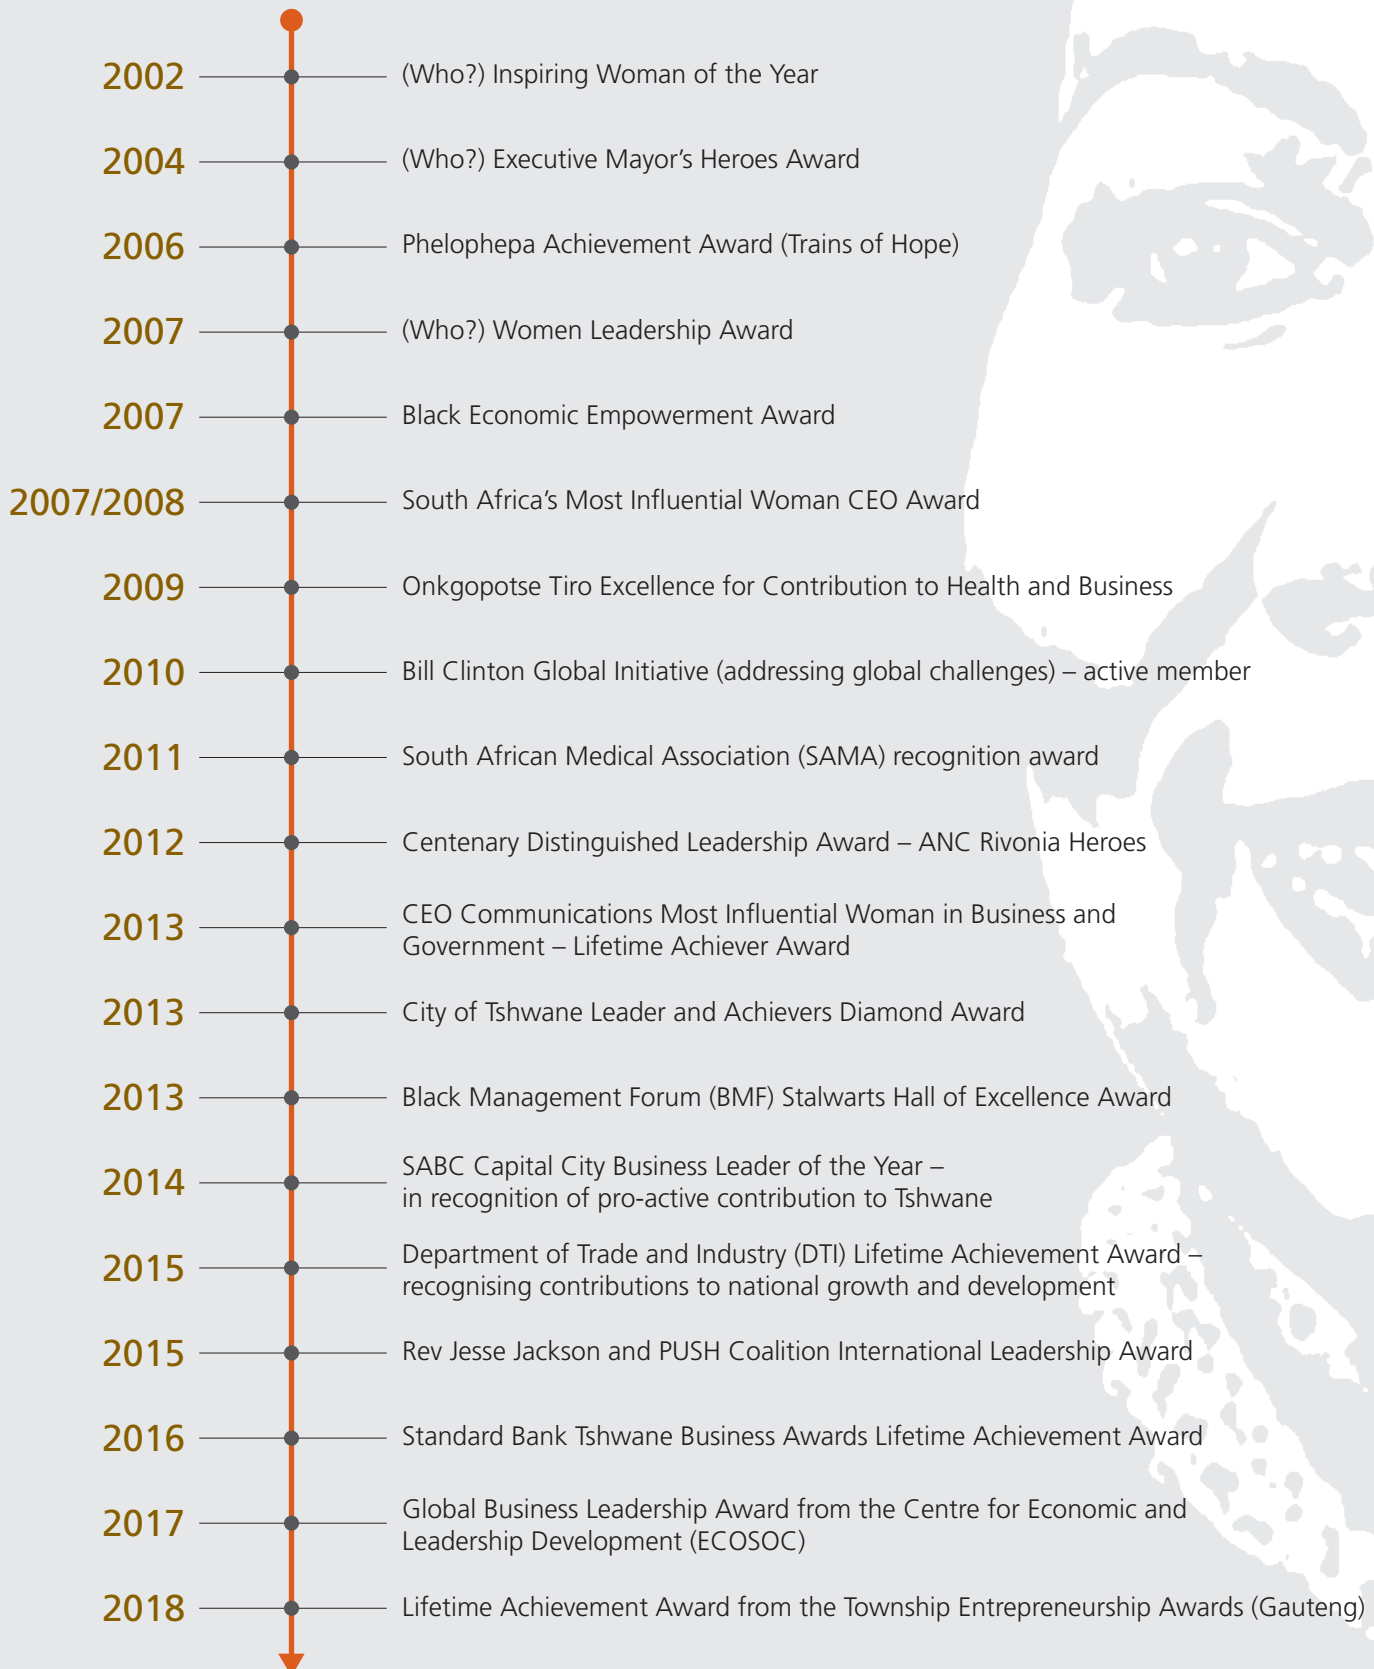 2002 (Who?) Inspiring Woman of the Year
2004 (Who?) Executive Mayor’s Heroes Award
2006 Phelophepa Achievement Award (Trains of Hope)
2007 (Who?) Women Leadership Award
2007 Black Economic Empowerment Award
2007/2008 South Africa’s Most Influential Woman CEO Award
2009 Onkgopotse Tiro Excellence for Contribution to Health and Business
2010 Bill Clinton Global Initiative (addressing global challenges) – active member
2011 South African Medical Association (SAMA) recognition award
2012 Centenary Distinguished Leadership Award – ANC Rivonia Heroes
2013 CEO Communications Most Influential Woman in Business and
Government – Lifetime Achiever Award
2013 City of Tshwane Leader and Achievers Diamond Award
2013 Black Management Forum (BMF) Stalwarts Hall of Excellence Award
2014 SABC Capital City Business Leader of the Year –
in recognition of pro-active contribution to Tshwane
2015 Department of Trade and Industry (DTI) Lifetime Achievement Award –
recognising contributions to national growth and development
2015 Rev Jesse Jackson and PUSH Coalition International Leadership Award
2016 Standard Bank Tshwane Business Awards Lifetime Achievement Award
2017 Global Business Leadership Award from the Centre for Economic and
Leadership Development (ECOSOC)
2018 Lifetime Achievement Award from the Township Entrepreneurship Awards (Gauteng)